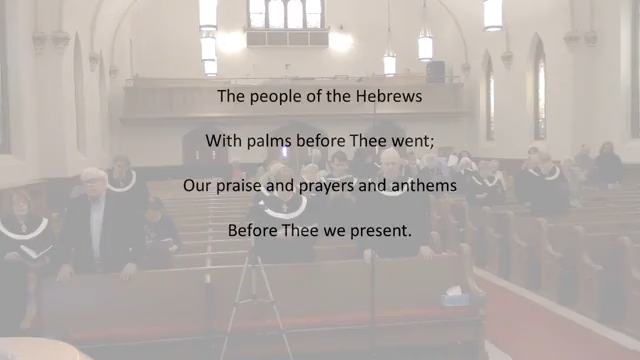 The people of the Hebrews
With palms before Thee went;
Our praise and prayers and anthems
Before Thee we present.